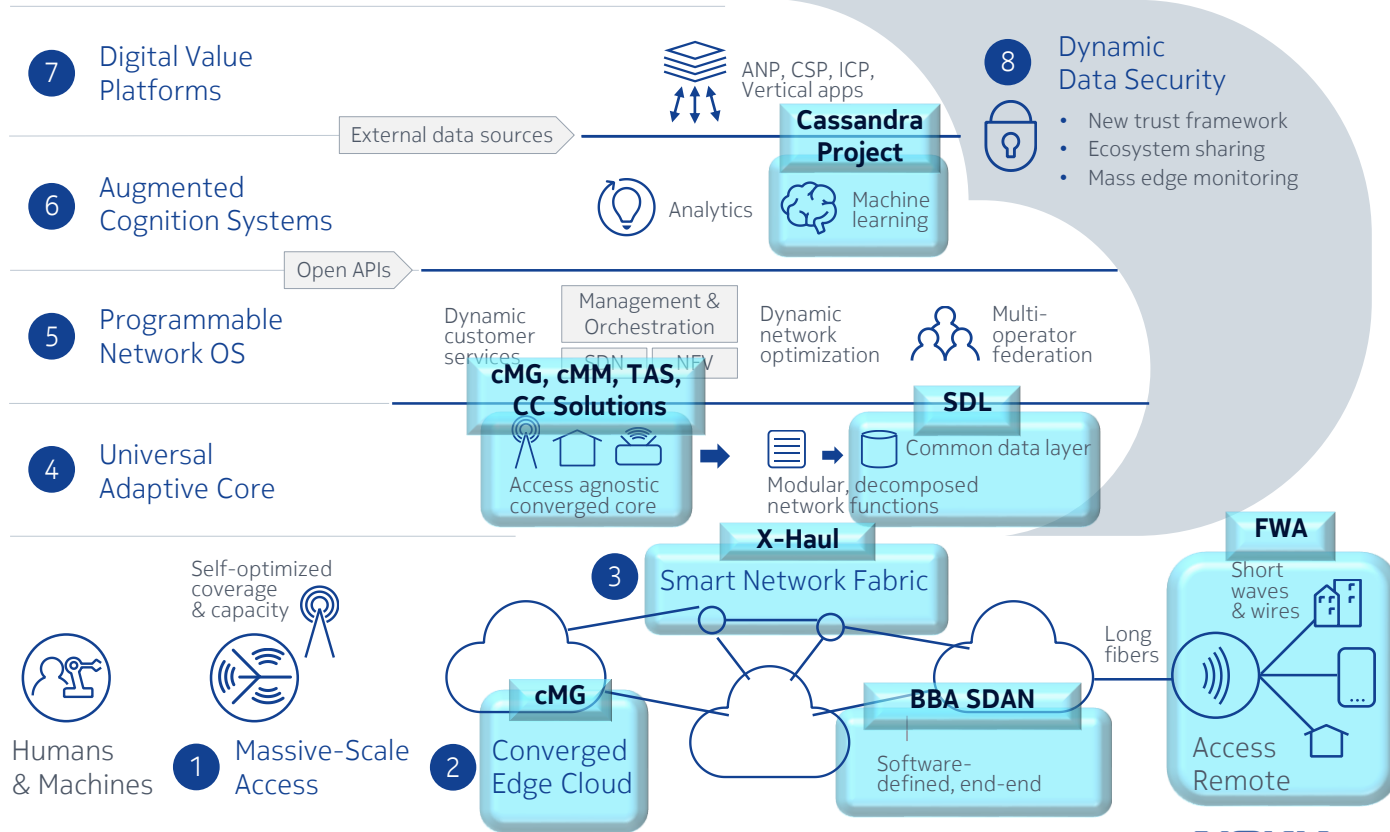 7
Digital Value
Platforms
ANP, CSP, ICP,
Vertical apps
8
Dynamic
Data Security
• New trust framework
• Ecosystem sharing
• Mass edge monitoring
External data sources
Cassandra
Project
6
Augmented
Cognition Systems
Analytics
Machine
learning
Open APIs
5
Programmable
Network OS
Dynamic
customer
services
Management &
Orchestration
SDN
NFV
Dynamic
network
optimization
Multi-
operator
federation
cMG, cMM, TAS,
CC Solutions
SDL
4
Universal
Adaptive Core
Access agnostic
converged core
Modular, decomposed
network functions
Common data layer
X-Haul
3
Smart Network Fabric
FWA
Short
waves
& wires
Long
fibers
Access
Remote
Self-optimized
coverage
& capacity
Humans
& Machines
1
Massive-Scale
Access
cMG
2
Converged
Edge Cloud
BBA SDAN
Software-
defined, end-end